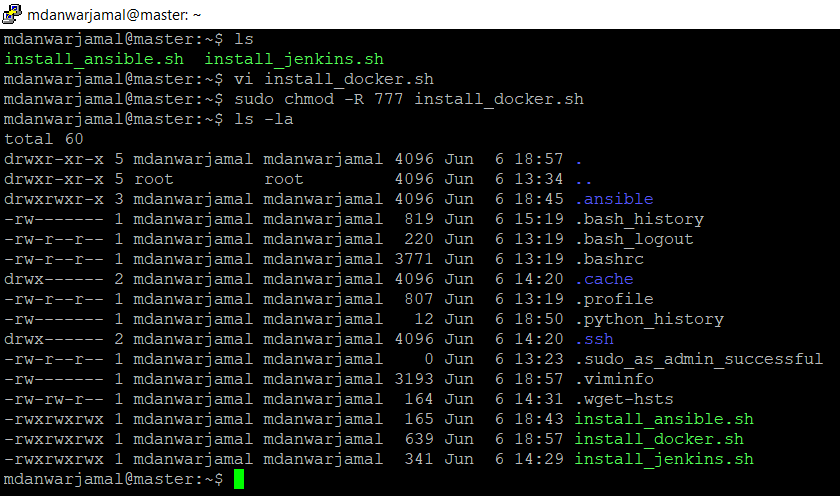 mdanwarjamal@master: ~
mdanwarjamal@master:~$ ls
install_ansible.sh  install_jenkins.sh
mdanwarjamal@master:~$ vi install_docker.sh
mdanwarjamal@master:~$ sudo chmod -R 777 install_docker.sh
mdanwarjamal@master:~$ ls -la
total 60
drwxr-xr-x 5 mdanwarjamal mdanwarjamal 4096 Jun  6 18:57 .
drwxr-xr-x 5 root         root         4096 Jun  6 13:34 ..
drwxrwxr-x 3 mdanwarjamal mdanwarjamal 4096 Jun  6 18:45 .ansible
-rw------- 1 mdanwarjamal mdanwarjamal  819 Jun  6 15:19 .bash_history
-rw-r--r-- 1 mdanwarjamal mdanwarjamal  220 Jun  6 13:19 .bash_logout
-rw-r--r-- 1 mdanwarjamal mdanwarjamal 3771 Jun  6 13:19 .bashrc
drwx------ 2 mdanwarjamal mdanwarjamal 4096 Jun  6 14:20 .cache
-rw-r--r-- 1 mdanwarjamal mdanwarjamal  807 Jun  6 13:19 .profile
-rw------- 1 mdanwarjamal mdanwarjamal   12 Jun  6 18:50 .python_history
drwx------ 2 mdanwarjamal mdanwarjamal 4096 Jun  6 14:20 .ssh
-rw-r--r-- 1 mdanwarjamal mdanwarjamal    0 Jun  6 13:23 .sudo_as_admin_successful
-rw------- 1 mdanwarjamal mdanwarjamal 3193 Jun  6 18:57 .viminfo
-rw-rw-r-- 1 mdanwarjamal mdanwarjamal  164 Jun  6 14:31 .wget-hsts
-rwxrwxrwx 1 mdanwarjamal mdanwarjamal  165 Jun  6 18:43 install_ansible.sh
-rwxrwxrwx 1 mdanwarjamal mdanwarjamal  639 Jun  6 18:57 install_docker.sh
-rwxrwxrwx 1 mdanwarjamal mdanwarjamal  341 Jun  6 14:29 install_jenkins.sh
mdanwarjamal@master:~$